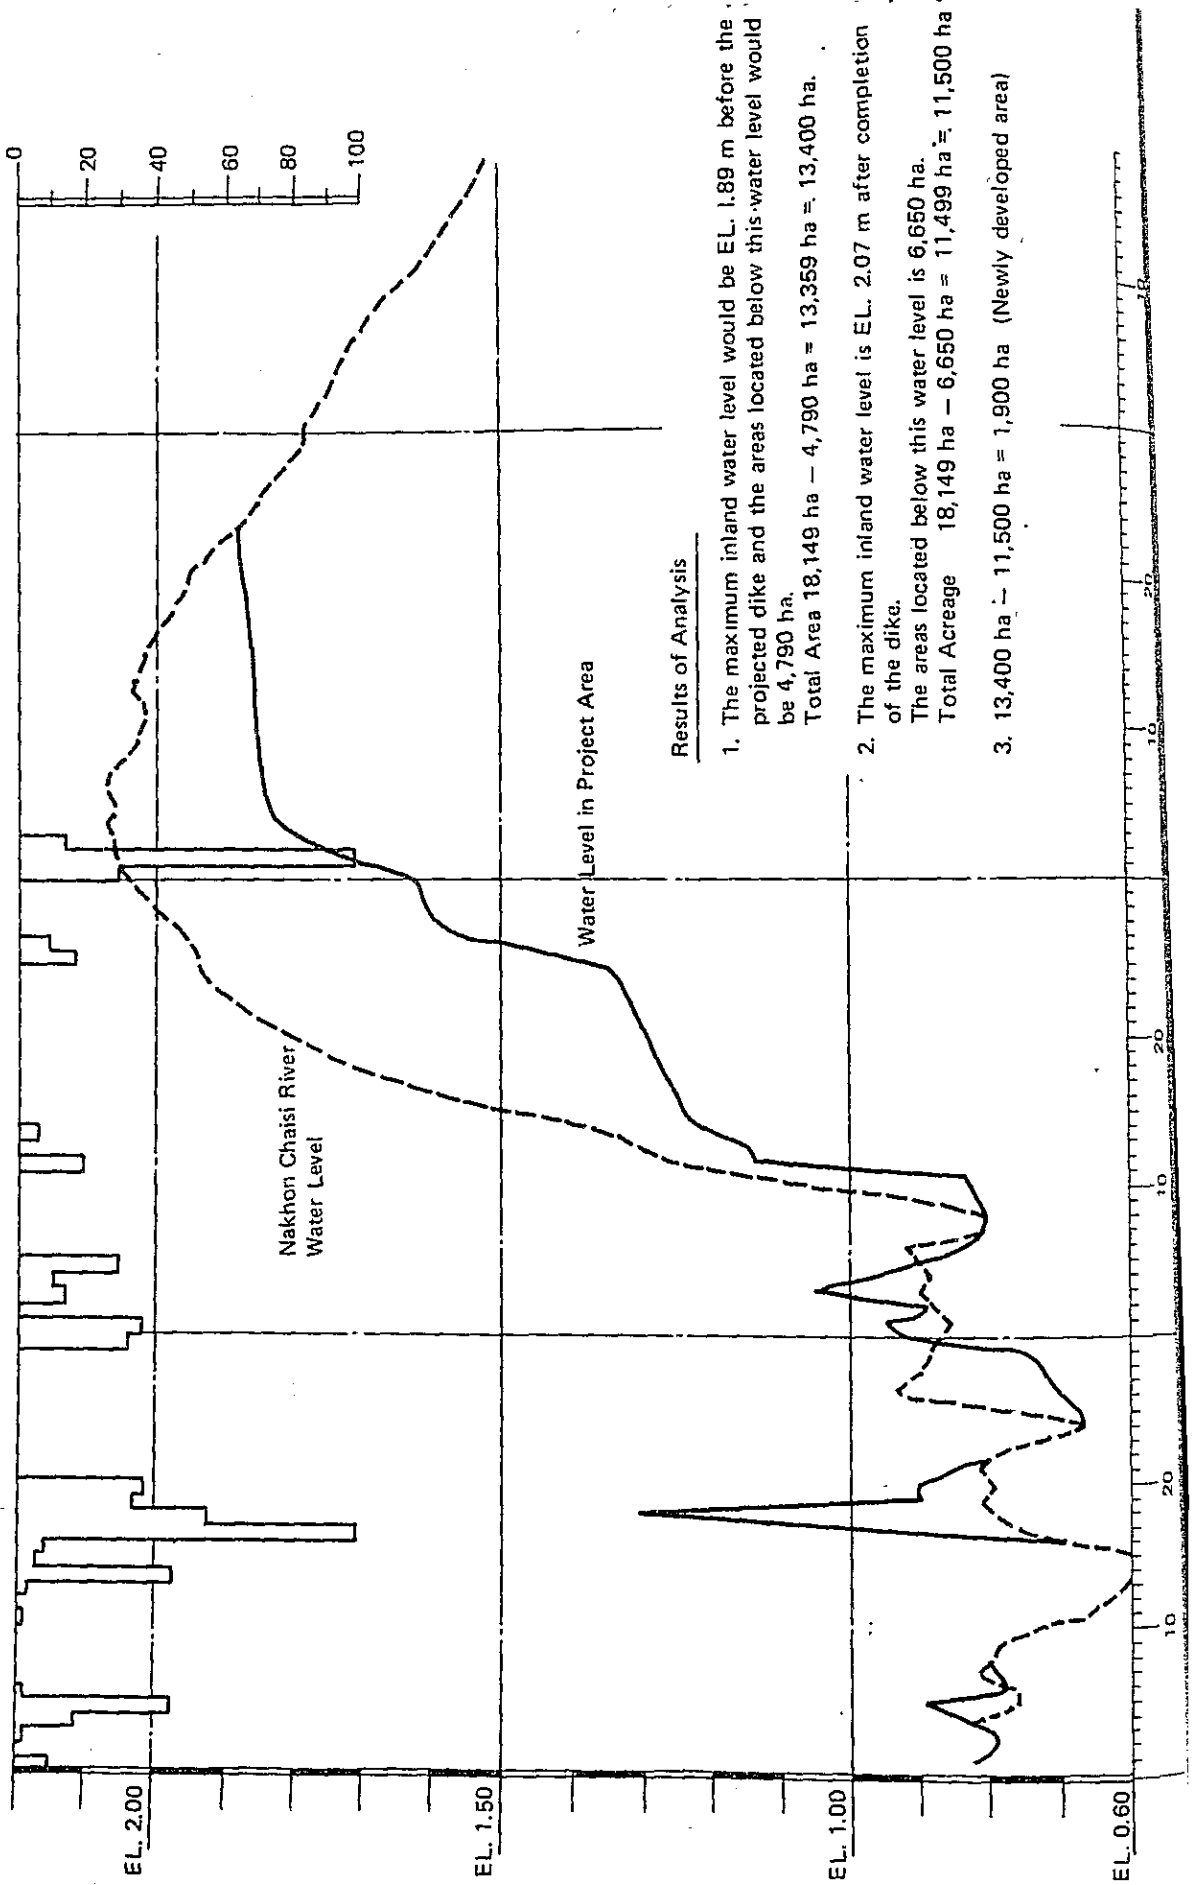 0
20
40
60
80
100
EL. 2.00
EL. 1.50
EL. 1.00
EL. 0.60
Nakhon Chaisi River
Water Level
Water Level in Project Area
Results of Analysis
1. The maximum inland water level would be EL. 1.89 m before the
projected dike and the areas located below this water level would
be 4,790 ha.
Total Area 18,149 ha – 4,790 ha = 13,359 ha ≒ 13,400 ha.
2. The maximum inland water level is EL. 2.07 m after completion
of the dike.
The areas located below this water level is 6,650 ha.
Total Acreage 18,149 ha – 6,650 ha = 11,499 ha ≒ 11,500 ha
3. 13,400 ha – 11,500 ha = 1,900 ha (Newly developed area)
10
20
10
20
10
20